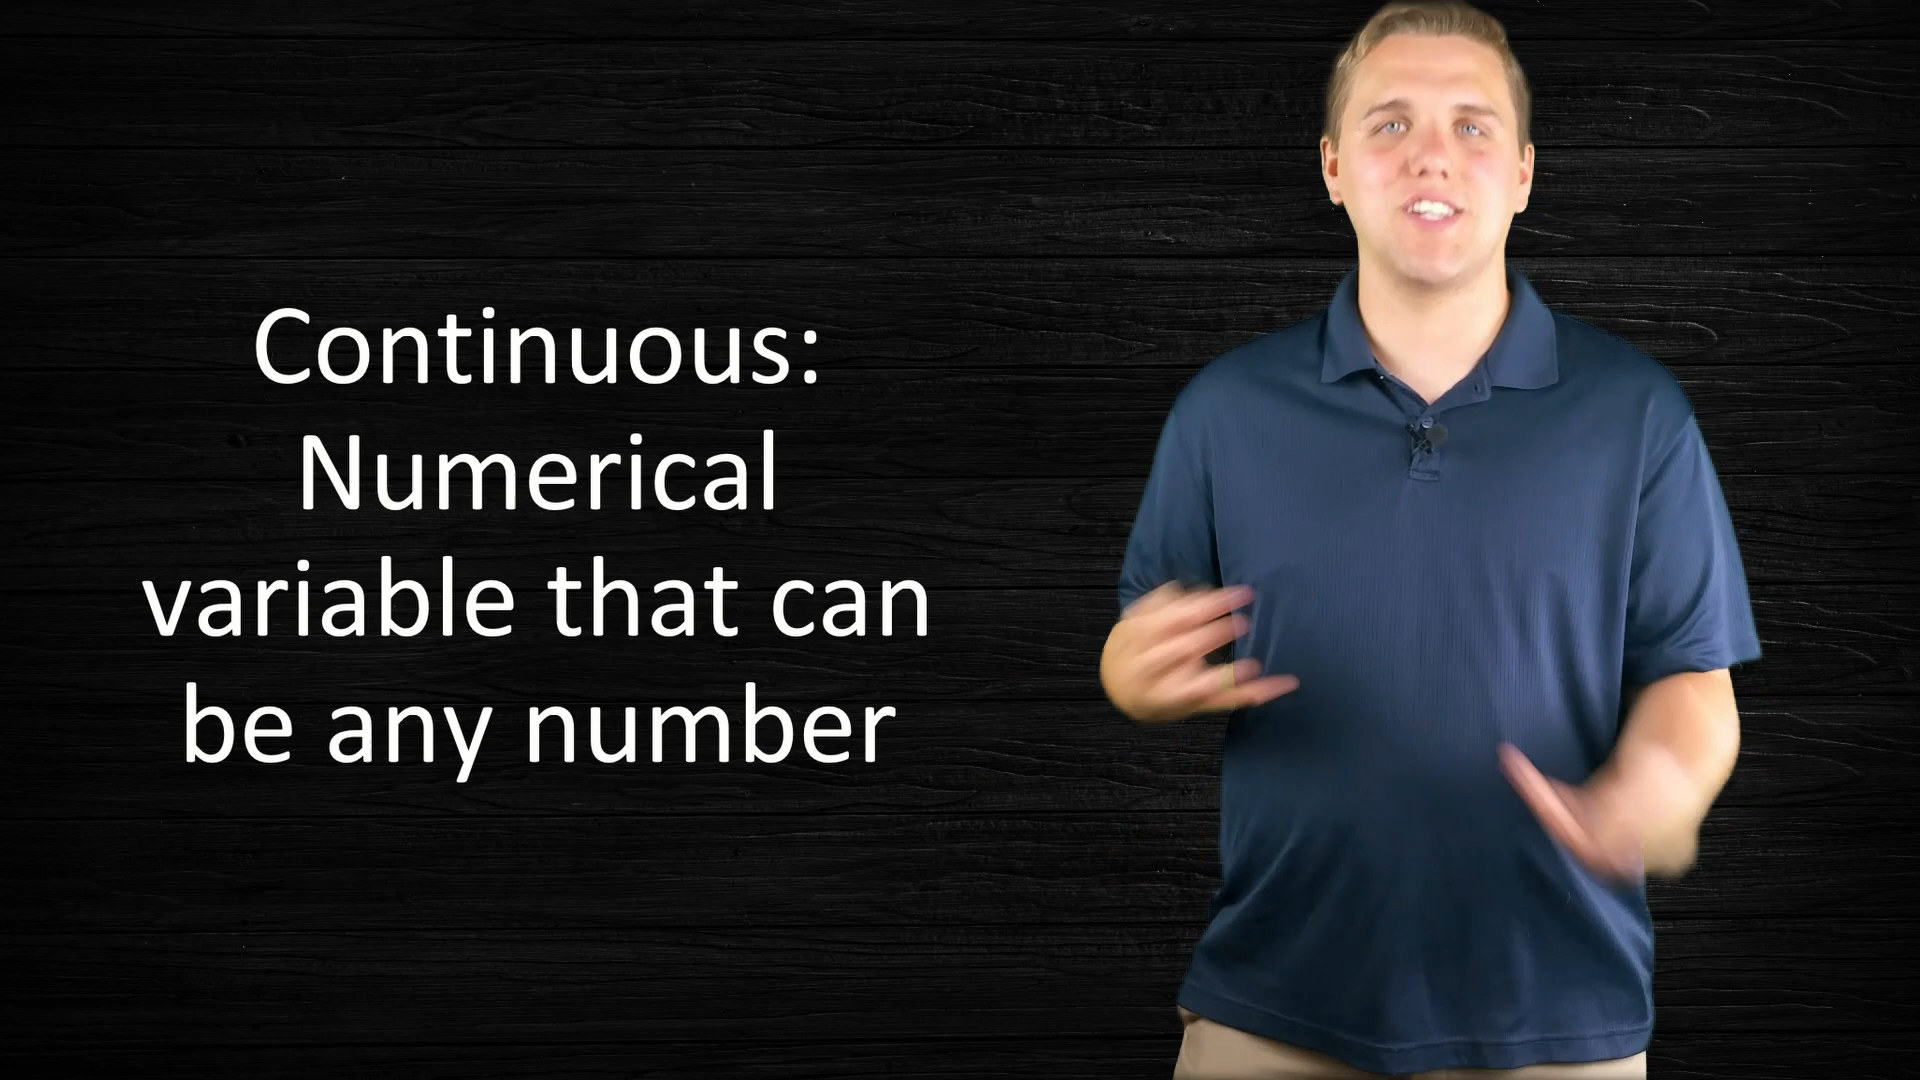 Continuous:
Numerical
variable that can
be any number